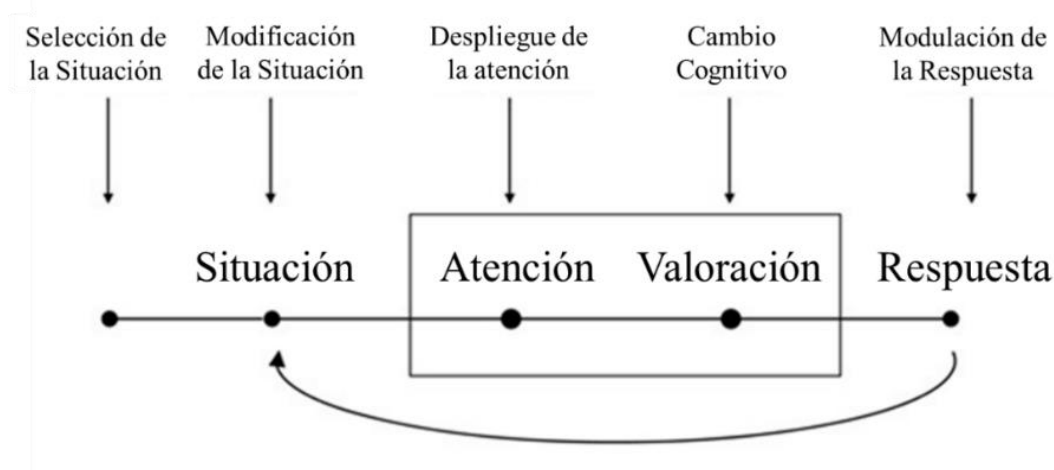 Selección de
la Situación
Modificación
de la Situación
Despliegue de
la atención
Cambio
Cognitivo
Modulación de
la Respuesta
Situación
Atención
Valoración
Respuesta